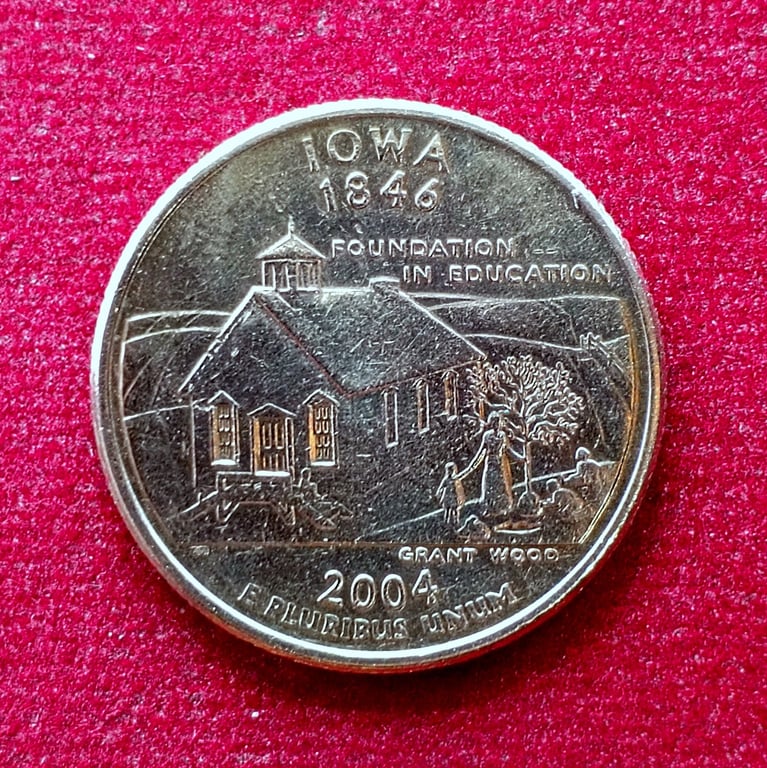 IOWA
1846
FOUNDATION
IN EDUCATION
GRANT WOOD
2004
E PLURIBUS UNUM